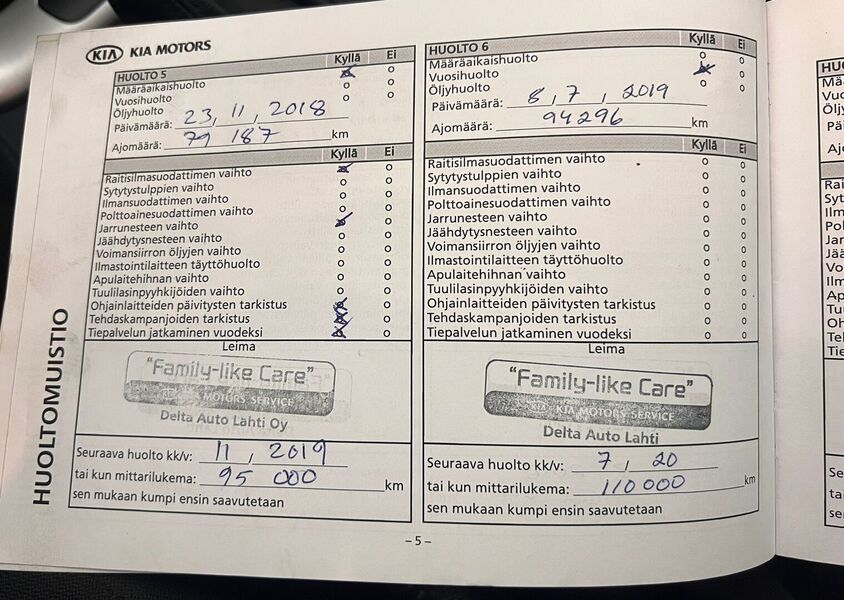 KIA KIA MOTORS
HUOLTO 5 Kyllä Ei
Määräaikaishuolto
Vuosihuolto
Öljyhuolto
Päivämäärä: 23, 11, 2018
Ajomäärä: 79 187 km
Kyllä Ei
Raitisilmasuodattimen vaihto
Sytytystulppien vaihto
Ilmansuodattimen vaihto
Polttoainesuodattimen vaihto
Jarrunesteen vaihto
Jäähdytysnesteen vaihto
Voimansiirron öljyjen vaihto
Ilmastointilaitteen täyttöhuolto
Apulaitehihnan vaihto
Tuulilasinpyyhkijöiden vaihto
Ohjainlaitteiden päivitysten tarkistus
Tehdaskampanjoiden tarkistus
Tiepalvelun jatkaminen vuodeksi
Leima
"Family-like Care"
KIA KIA MOTORS SERVICE
Delta Auto Lahti Oy
Seuraava huolto kk/v: 11, 2019
tai kun mittarilukema: 95 000 km
sen mukaan kumpi ensin saavutetaan
HUOLTO 6 Kyllä Ei
Määräaikaishuolto
Vuosihuolto
Öljyhuolto
Päivämäärä: 8, 7, 2019
Ajomäärä: 94296 km
Kyllä Ei
Raitisilmasuodattimen vaihto
Sytytystulppien vaihto
Ilmansuodattimen vaihto
Polttoainesuodattimen vaihto
Jarrunesteen vaihto
Jäähdytysnesteen vaihto
Voimansiirron öljyjen vaihto
Ilmastointilaitteen täyttöhuolto
Apulaitehihnan vaihto
Tuulilasinpyyhkijöiden vaihto
Ohjainlaitteiden päivitysten tarkistus
Tehdaskampanjoiden tarkistus
Tiepalvelun jatkaminen vuodeksi
Leima
"Family-like Care"
KIA KIA MOTORS SERVICE
Delta Auto Lahti
Seuraava huolto kk/v: 7, 20
tai kun mittarilukema: 110 000 km
sen mukaan kumpi ensin saavutetaan
HUOLTOMUISTIO
- 5 -